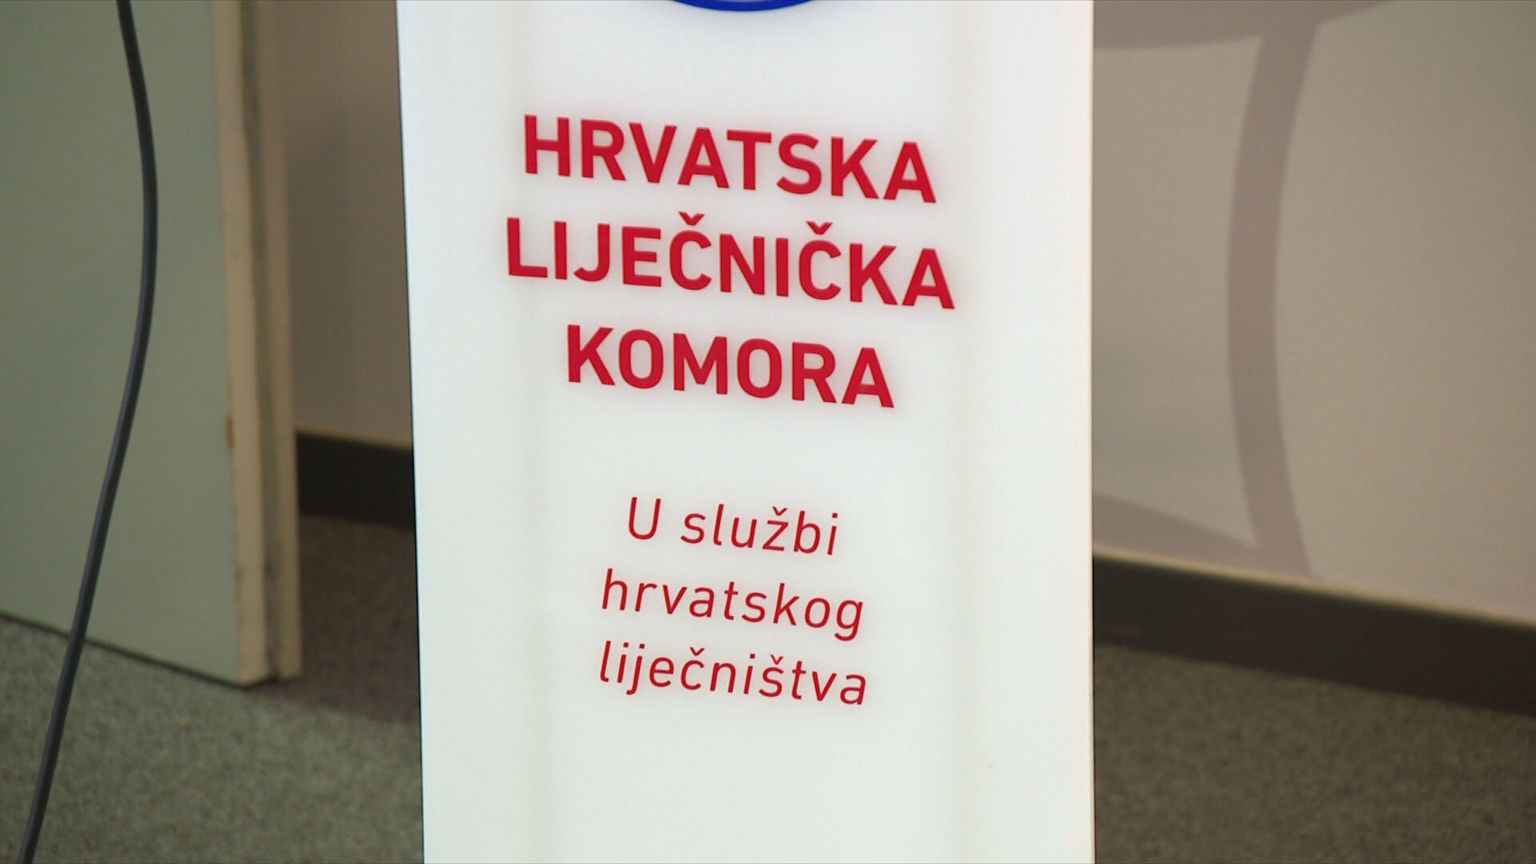 HRVATSKA
LIJEČNIČKA
KOMORA
U službi
hrvatskog
liječništva